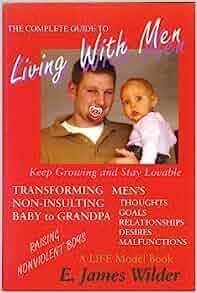 THE COMPLETE GUIDE TO
Living With Men
Keep Growing and Stay Lovable
TRANSFORMING MEN'S
NON-INSULTING THOUGHTS
BABY to GRANDPA GOALS
RELATIONSHIPS
DESIRES
MALFUNCTIONS
RAISING
NONVIOLENT BOYS
A LIFE Model Book
E. James Wilder